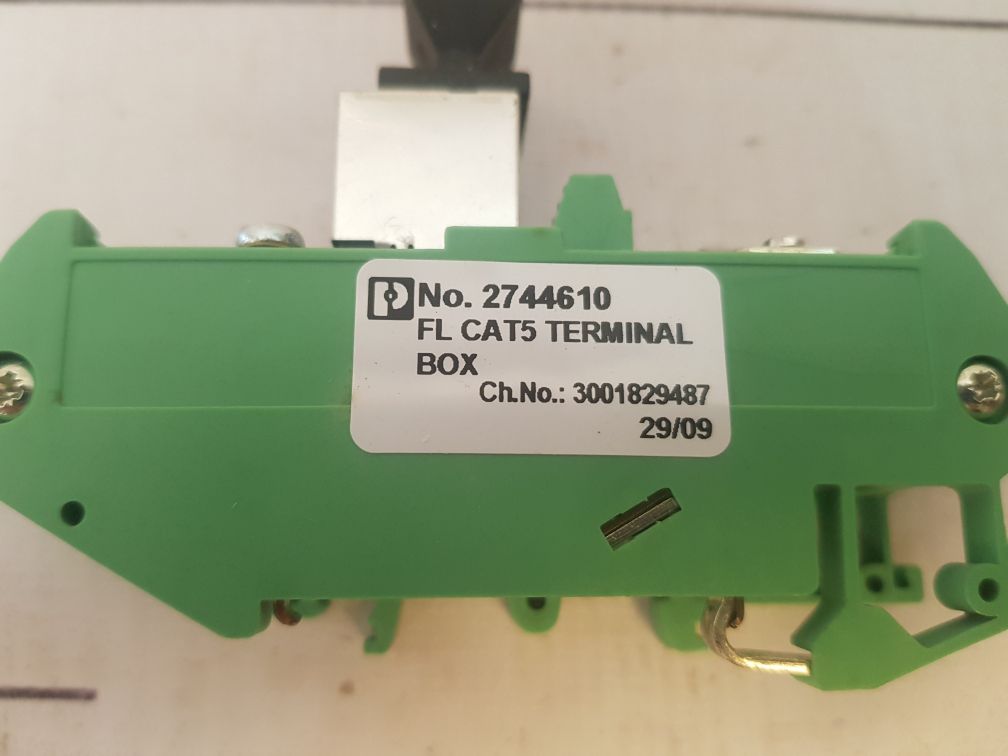 No. 2744610
FL CAT5 TERMINAL
BOX
Ch.No.: 3001829487
29/09